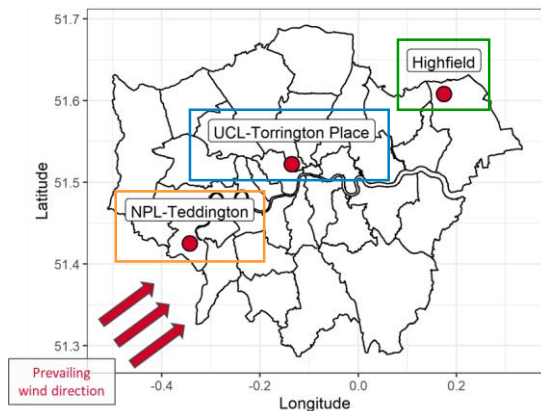 51.7
51.6
51.5
51.4
51.3
Latitude
Highfield
UCL-Torrington Place
NPL-Teddington
Prevailing
wind direction
-0.4
-0.2
0.0
0.2
Longitude